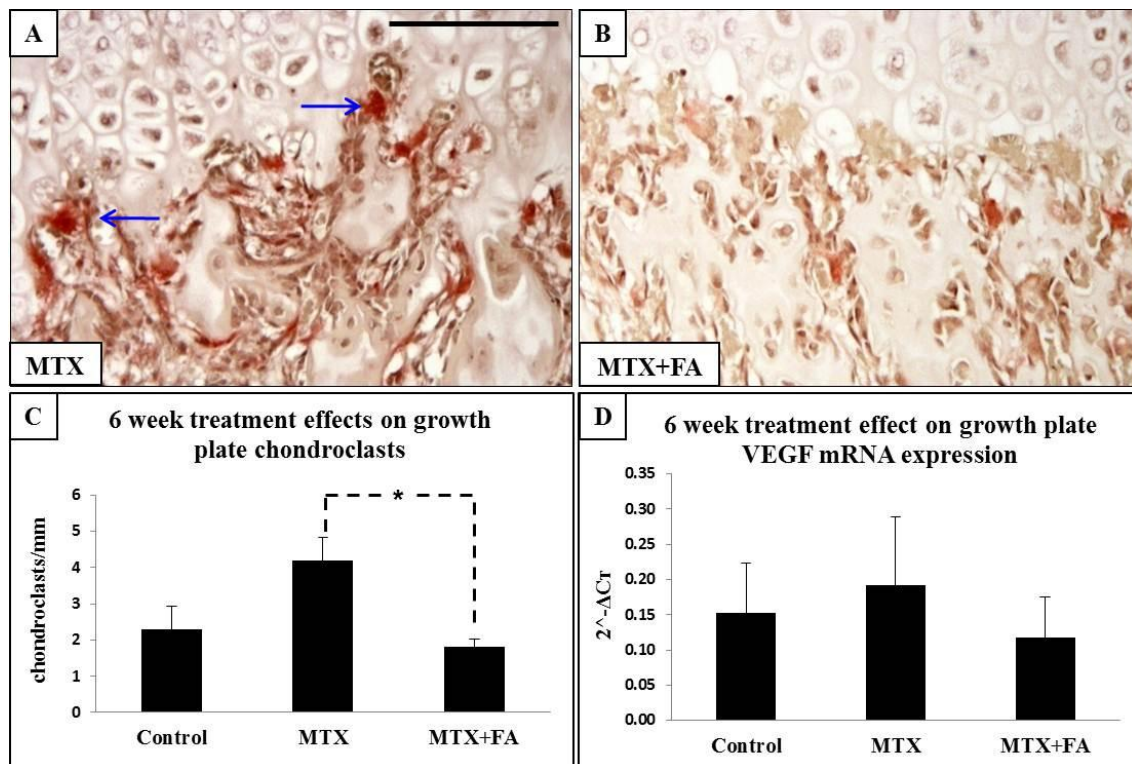 A
MTX
B
MTX+FA
C
6 week treatment effects on growth
plate chondroclasts
chondroclasts/mm
6
5
4
3
2
1
0
*
Control MTX MTX+FA
D
6 week treatment effect on growth plate
VEGF mRNA expression
2^-ΔCT
0.35
0.30
0.25
0.20
0.15
0.10
0.05
0.00
Control MTX MTX+FA